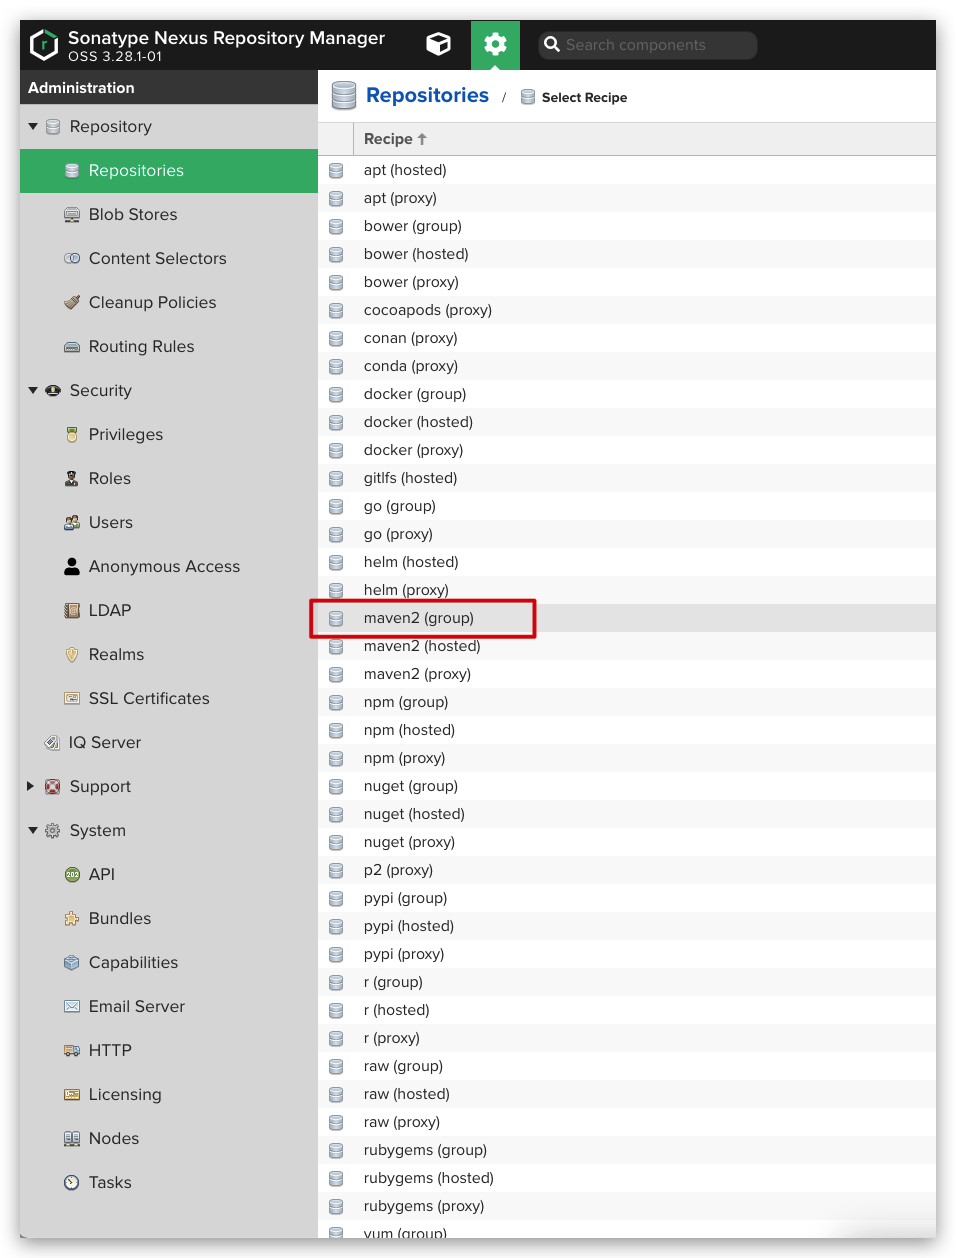 Sonatype Nexus Repository Manager
OSS 3.28.1-01
Search components
Administration
Repository
Repositories
Blob Stores
Content Selectors
Cleanup Policies
Routing Rules
Security
Privileges
Roles
Users
Anonymous Access
LDAP
Realms
SSL Certificates
IQ Server
Support
System
API
Bundles
Capabilities
Email Server
HTTP
Licensing
Nodes
Tasks
Repositories / Select Recipe
Recipe
apt (hosted)
apt (proxy)
bower (group)
bower (hosted)
bower (proxy)
cocoapods (proxy)
conan (proxy)
conda (proxy)
docker (group)
docker (hosted)
docker (proxy)
gitlfs (hosted)
go (group)
go (proxy)
helm (hosted)
helm (proxy)
maven2 (group)
maven2 (hosted)
maven2 (proxy)
npm (group)
npm (hosted)
npm (proxy)
nuget (group)
nuget (hosted)
nuget (proxy)
p2 (proxy)
pypi (group)
pypi (hosted)
pypi (proxy)
r (group)
r (hosted)
r (proxy)
raw (group)
raw (hosted)
raw (proxy)
rubygems (group)
rubygems (hosted)
rubygems (proxy)
yum (group)